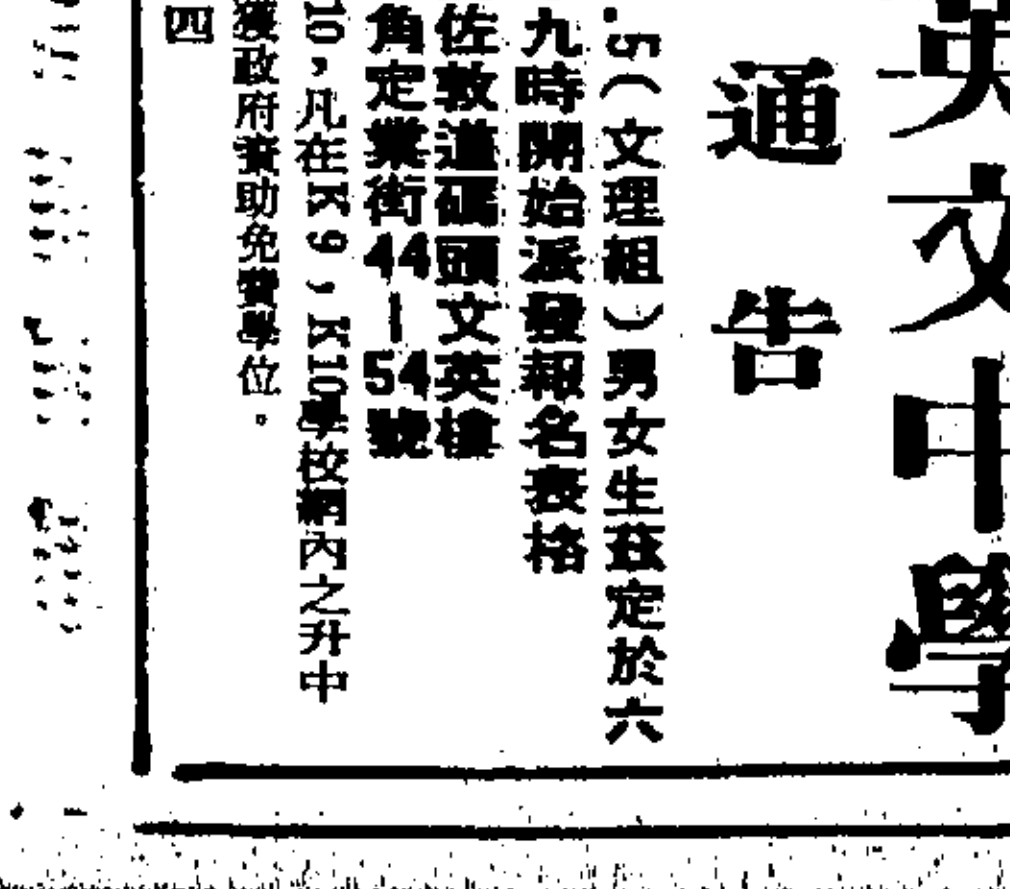 英文中學
通告
.5(文理組)男女生茲定於六
九時開始派發報名表格
佐敦道碼頭文英樓
角定業街44—54號
10,凡在K9,K10學校網內之升中
獲政府資助免費學位。
四